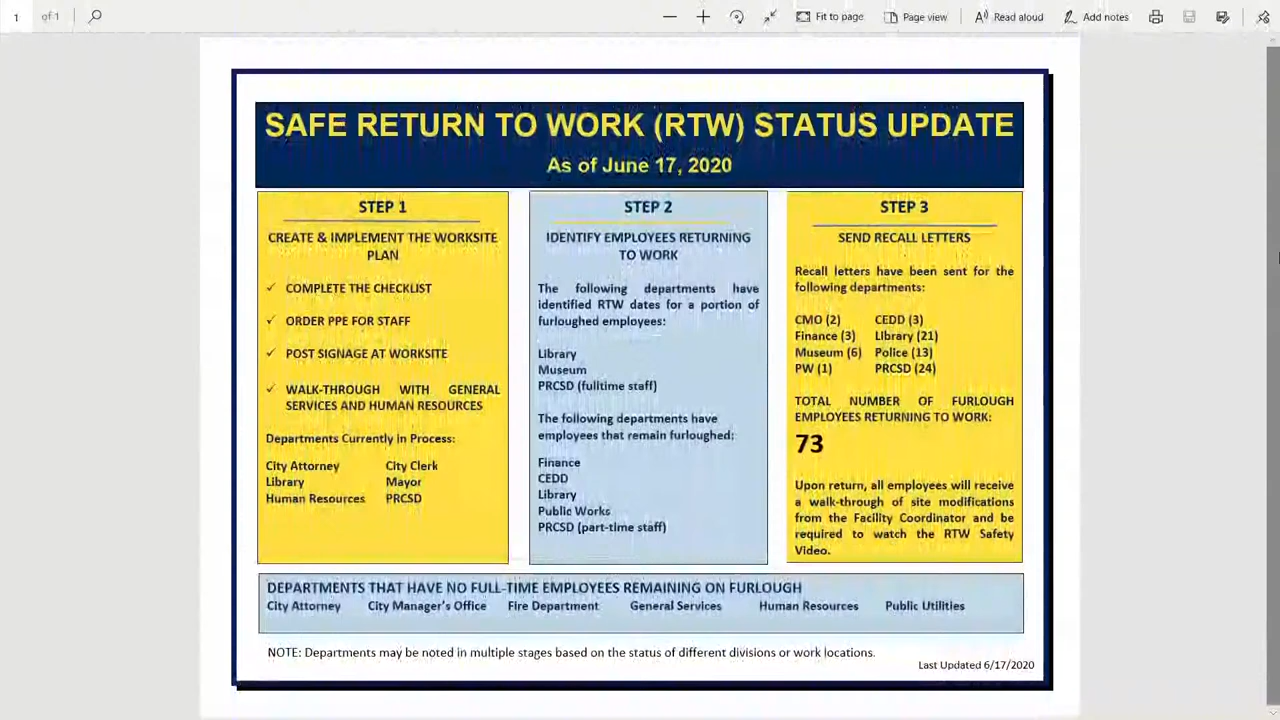 1 of 1 Fit to page Page view Read aloud Add notes
SAFE RETURN TO WORK (RTW) STATUS UPDATE
As of June 17, 2020
STEP 1
CREATE & IMPLEMENT THE WORKSITE
PLAN
✓ COMPLETE THE CHECKLIST
✓ ORDER PPE FOR STAFF
✓ POST SIGNAGE AT WORKSITE
✓ WALK-THROUGH WITH GENERAL
SERVICES AND HUMAN RESOURCES
Departments Currently in Process:
City Attorney City Clerk
Library Mayor
Human Resources PRCSD
STEP 2
IDENTIFY EMPLOYEES RETURNING
TO WORK
The following departments have
identified RTW dates for a portion of
furloughed employees:
Library
Museum
PRCSD (fulltime staff)
The following departments have
employees that remain furloughed:
Finance
CEDD
Library
Public Works
PRCSD (part-time staff)
STEP 3
SEND RECALL LETTERS
Recall letters have been sent for the
following departments:
CMO (2) CEDD (3)
Finance (3) Library (21)
Museum (6) Police (13)
PW (1) PRCSD (24)
TOTAL NUMBER OF FURLOUGH
EMPLOYEES RETURNING TO WORK:
73
Upon return, all employees will receive
a walk-through of site modifications
from the Facility Coordinator and be
required to watch the RTW Safety
Video.
DEPARTMENTS THAT HAVE NO FULL-TIME EMPLOYEES REMAINING ON FURLOUGH
City Attorney City Manager's Office Fire Department General Services Human Resources Public Utilities
NOTE: Departments may be noted in multiple stages based on the status of different divisions or work locations.
Last Updated 6/17/2020